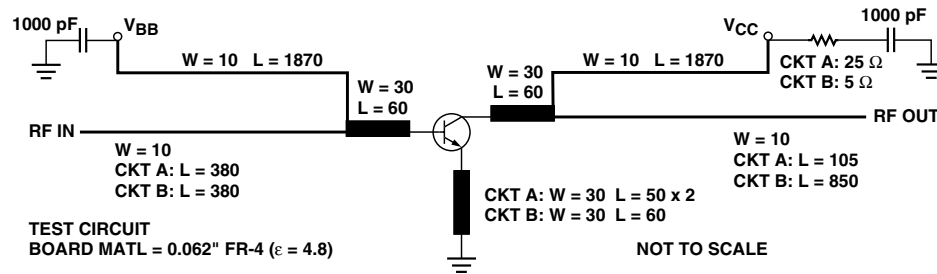 1000 pF
VBB
W = 10 L = 1870
W = 30
L = 60
RF IN
W = 10
CKT A: L = 380
CKT B: L = 380
VCC
1000 pF
CKT A: 25 Ω
CKT B: 5 Ω
W = 30
L = 60
W = 10 L = 1870
RF OUT
W = 10
CKT A: L = 105
CKT B: L = 850
CKT A: W = 30 L = 50 x 2
CKT B: W = 30 L = 60
TEST CIRCUIT
BOARD MATL = 0.062" FR-4 (ε = 4.8)
NOT TO SCALE